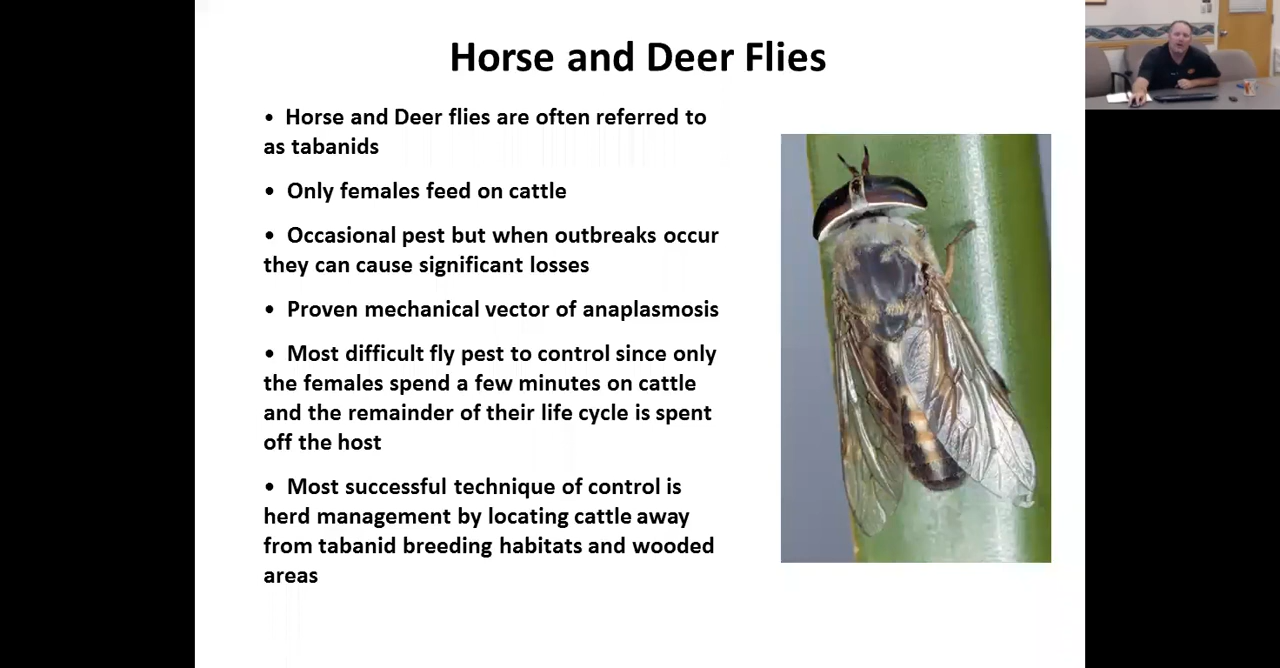 Horse and Deer Flies
• Horse and Deer flies are often referred to
as tabanids
• Only females feed on cattle
• Occasional pest but when outbreaks occur
they can cause significant losses
• Proven mechanical vector of anaplasmosis
• Most difficult fly pest to control since only
the females spend a few minutes on cattle
and the remainder of their life cycle is spent
off the host
• Most successful technique of control is
herd management by locating cattle away
from tabanid breeding habitats and wooded
areas